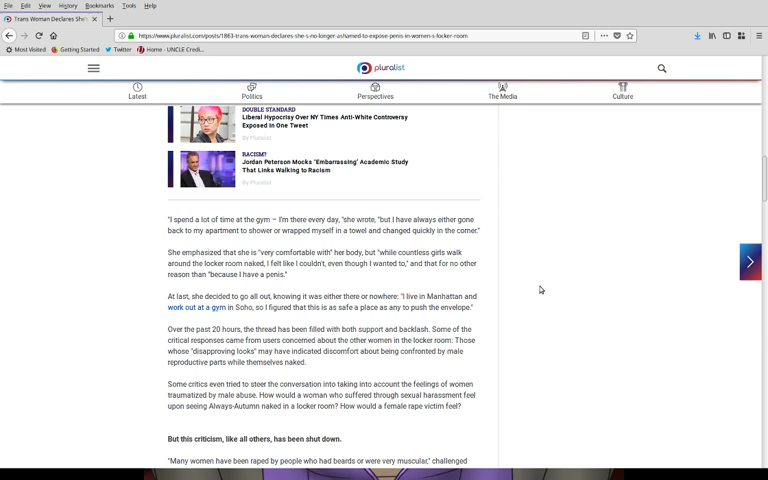 File Edit View History Bookmarks Tools Help
Trans Woman Declares She
https://www.pluralist.com/posts/1863-trans-woman-declares-she-s-no-longer-ashamed-to-expose-penis-in-women-s-locker-room
Most Visited Getting Started Twitter Home - UNCLE Credi...
pluralist
Latest Politics Perspectives The Media Culture
DOUBLE STANDARD
Liberal Hypocrisy Over NY Times Anti-White Controversy
Exposed in One Tweet
By Pluralist
RACISM?
Jordan Peterson Mocks 'Embarrassing' Academic Study
That Links Walking to Racism
By Pluralist
"I spend a lot of time at the gym – I'm there every day, "she wrote, "but I have always either gone
back to my apartment to shower or wrapped myself in a towel and changed quickly in the corner."
She emphasized that she is "very comfortable with" her body, but "while countless girls walk
around the locker room naked, I felt like I couldn't, even though I wanted to," and that for no other
reason than "because I have a penis."
At last, she decided to go all out, knowing it was either there or nowhere: "I live in Manhattan and
work out at a gym in Soho, so I figured that this is as safe a place as any to push the envelope."
Over the past 20 hours, the thread has been filled with both support and backlash. Some of the
critical responses came from users concerned about the other women in the locker room: Those
whose "disapproving looks" may have indicated discomfort about being confronted by male
reproductive parts while themselves naked.
Some critics even tried to steer the conversation into taking into account the feelings of women
traumatized by male abuse. How would a woman who suffered through sexual harassment feel
upon seeing Always-Autumn naked in a locker room? How would a female rape victim feel?
But this criticism, like all others, has been shut down.
"Many women have been raped by people who had beards or were very muscular," challenged